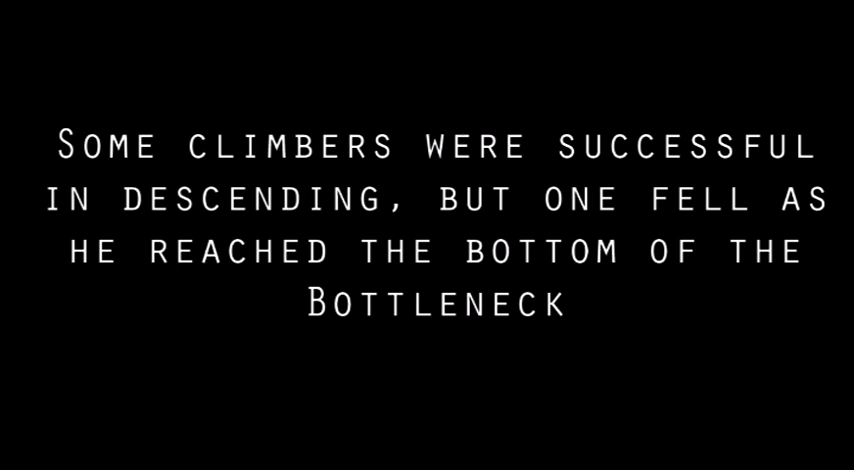 Some climbers were successful
in descending, but one fell as
he reached the bottom of the
Bottleneck